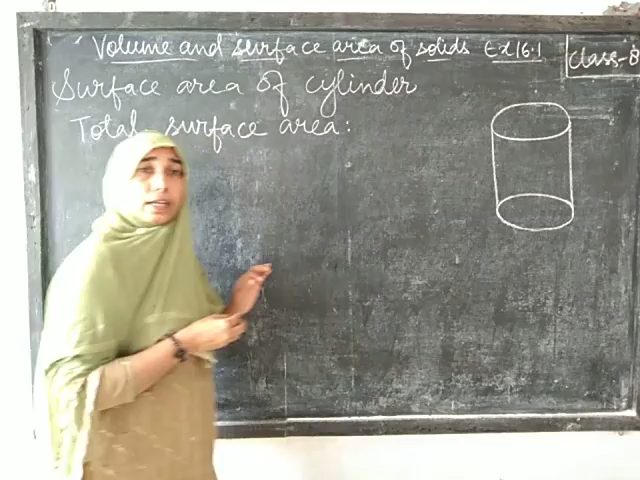 Volume and surface area of solids Ex 16.1
Class-8
Surface area of cylinder
Total surface area: